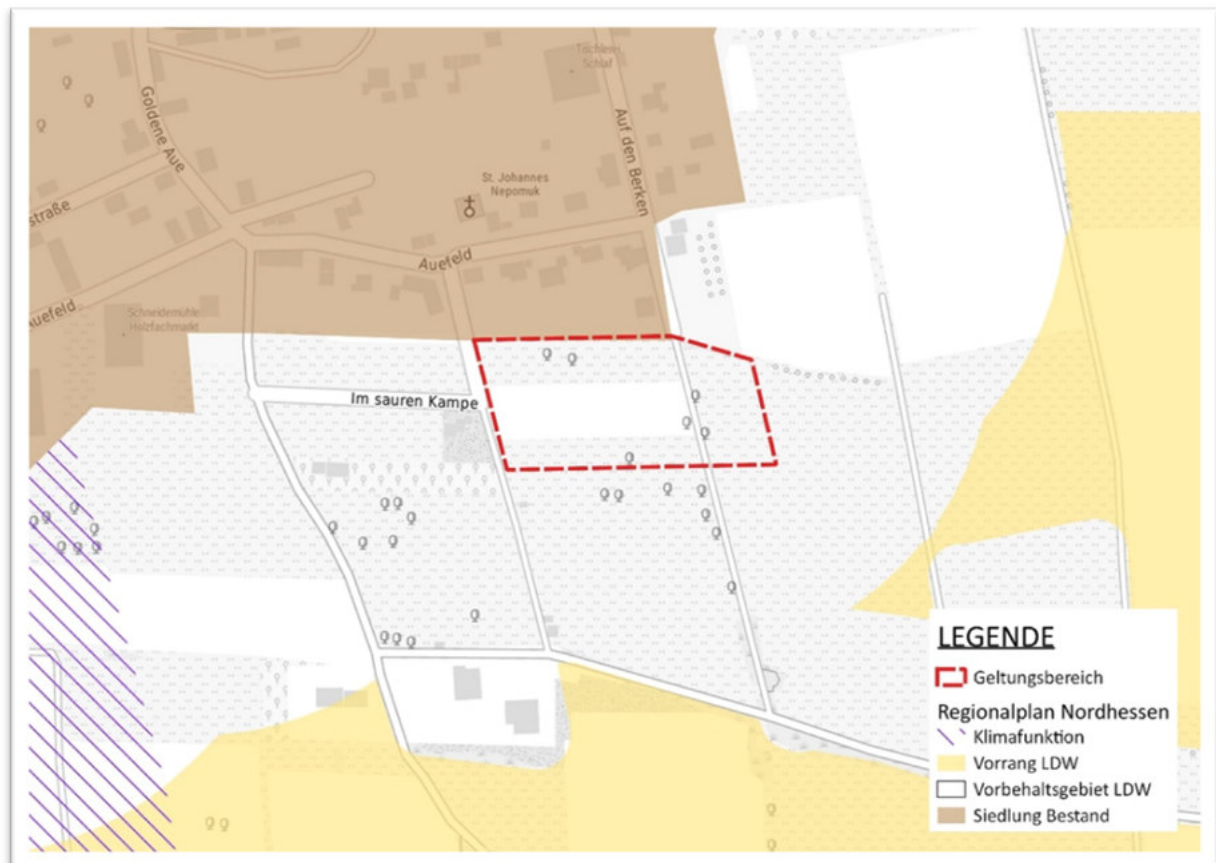 Tischlerei
Schlaf
Goldene Aue
Auf den Berken
St. Johannes
Nepomuk
straße
Auefeld
Auefeld
Schneidemühle
Holzfachmarkt
Im sauren Kampe
LEGENDE
Geltungsbereich
Regionalplan Nordhessen
Klimafunktion
Vorrang LDW
Vorbehaltsgebiet LDW
Siedlung Bestand